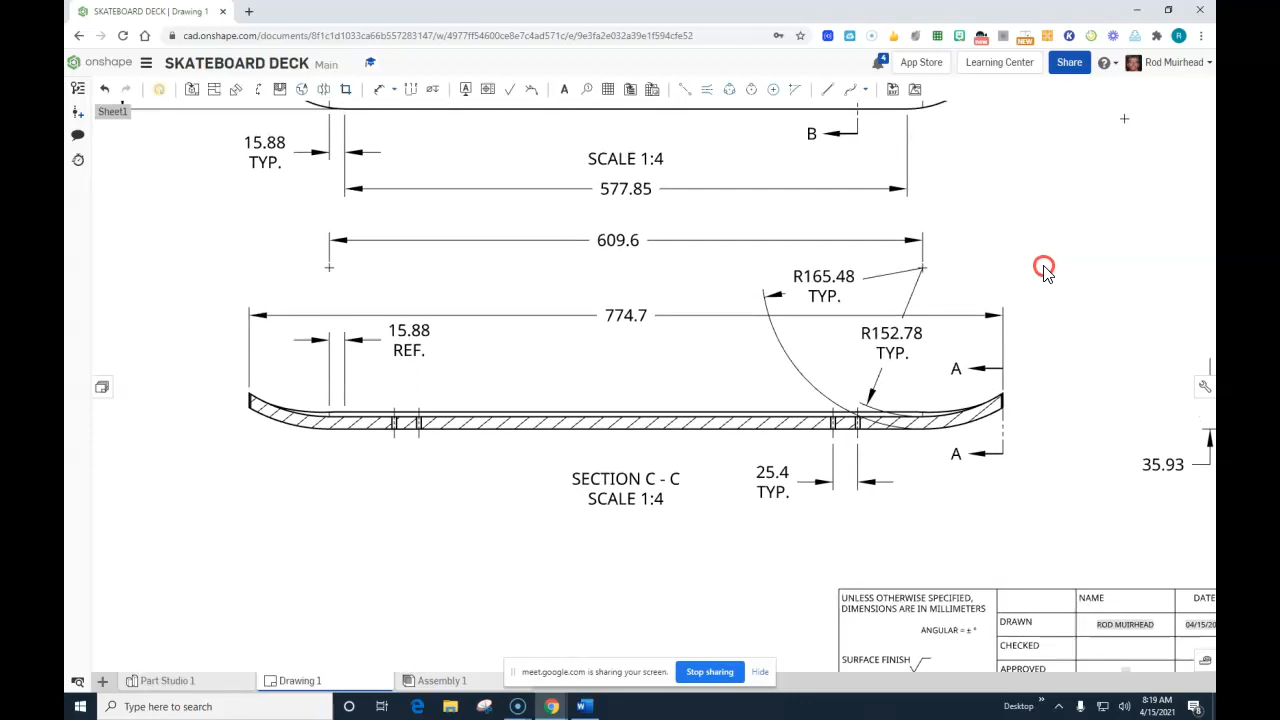 SKATEBOARD DECK | Drawing 1
cad.onshape.com/documents/8f1c1d1033ca66b557283147/w/4977ff54600ce8e7c4ad571c/e/9e3fa2e032a39e1f594cfe52
onshape
SKATEBOARD DECK
Main
4
App Store
Learning Center
Share
Rod Muirhead
Sheet1
B
15.88
TYP.
SCALE 1:4
577.85
609.6
R165.48
TYP.
774.7
15.88
REF.
R152.78
TYP.
A
A
35.93
25.4
TYP.
SECTION C - C
SCALE 1:4
UNLESS OTHERWISE SPECIFIED,
DIMENSIONS ARE IN MILLIMETERS
ANGULAR = ± °
SURFACE FINISH
NAME
DATE
DRAWN
ROD MUIRHEAD
04/15/20
CHECKED
APPROVED
meet.google.com is sharing your screen.
Stop sharing
Hide
Part Studio 1
Drawing 1
Assembly 1
Type here to search
Desktop
8:19 AM
4/15/2021